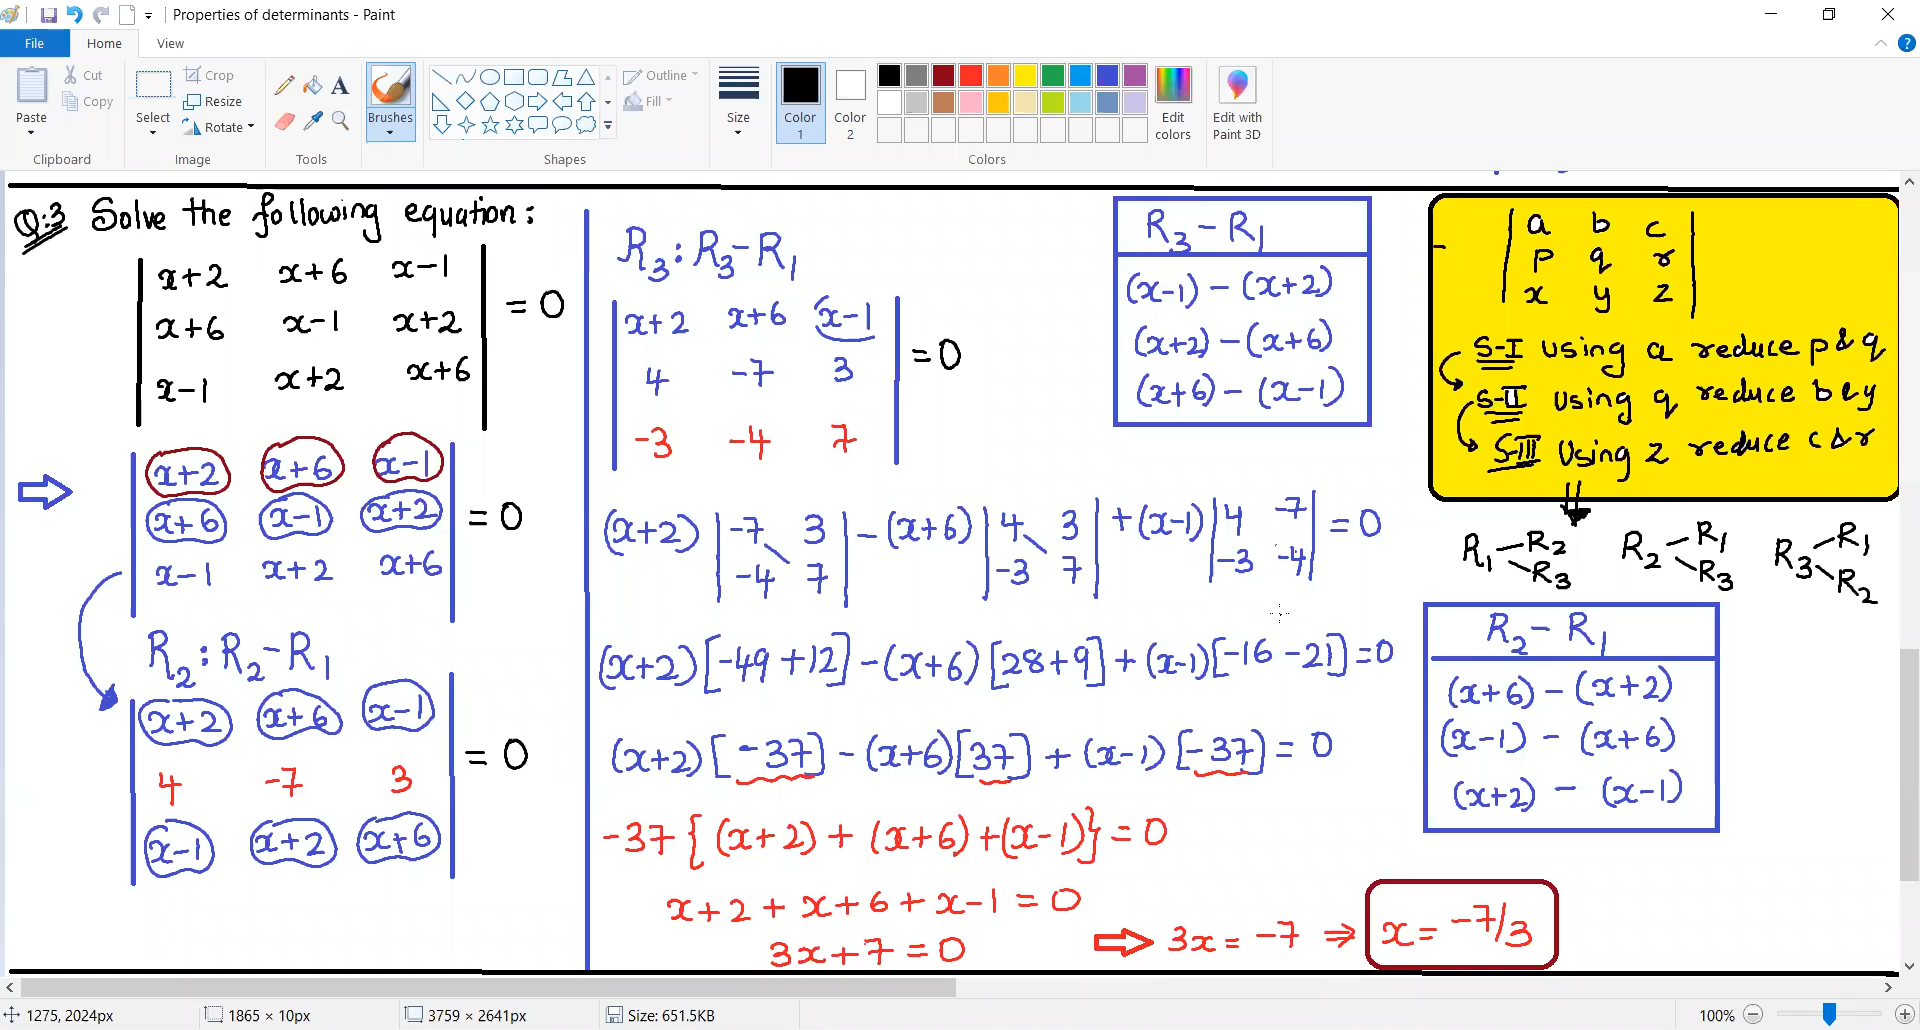 Properties of determinants - Paint
File Home View
Paste Cut Copy Clipboard
Select Crop Resize Rotate Image
Tools
Brushes
Outline Fill Shapes
Size
Color 1 Color 2 Edit colors Colors
Edit with Paint 3D
Q:3 Solve the following equation:
x+2 x+6 x-1
x+6 x-1 x+2 = 0
x-1 x+2 x+6
x+2 x+6 x-1
x+6 x-1 x+2 = 0
x-1 x+2 x+6
R2 : R2 - R1
x+2 x+6 x-1
4 -7 3 = 0
x-1 x+2 x+6
R3 : R3 - R1
x+2 x+6 x-1
4 -7 3 = 0
-3 -4 7
(x+2) |-7 3| - (x+6) |4 3| + (x-1) |4 -7| = 0
-4 7 -3 7 -3 -4
(x+2)[-49+12] - (x+6)[28+9] + (x-1)[-16-21] = 0
(x+2)[-37] - (x+6)[37] + (x-1)[-37] = 0
-37{(x+2) + (x+6) + (x-1)} = 0
x+2 + x+6 + x-1 = 0
3x+7 = 0 ⇨ 3x = -7 ⇒ x = -7/3
R3 - R1
(x-1) - (x+2)
(x+2) - (x+6)
(x+6) - (x-1)
a b c
p q r
x y z
S-I Using a reduce p & q
S-II Using q reduce b & y
S-III Using z reduce c & r
R1 R2 R3 R2 R1 R3 R3 R1 R2
R2 - R1
(x+6) - (x+2)
(x-1) - (x+6)
(x+2) - (x-1)
1275, 2024px 1865 × 10px 3759 × 2641px Size: 651.5KB 100%